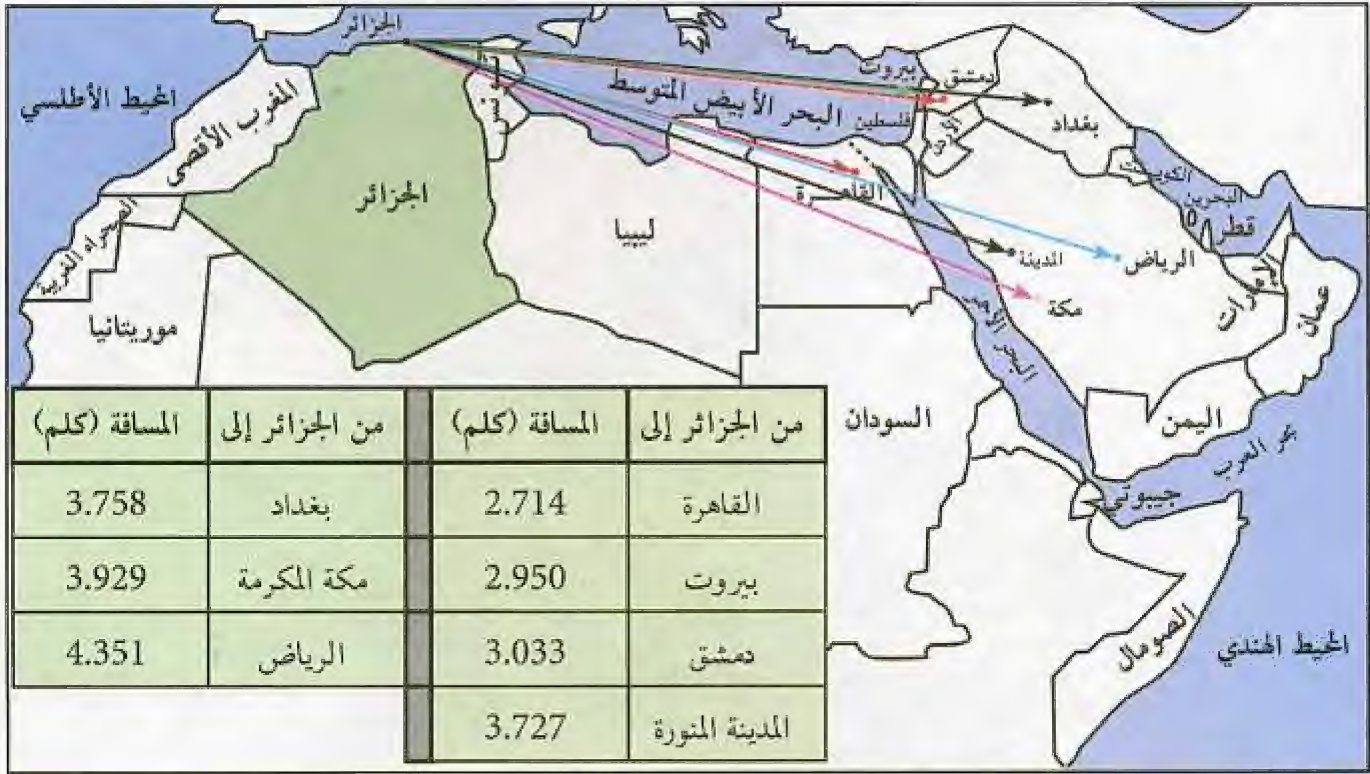 الجزائر
المحيط الأطلسي
المغرب الأقصى
الصحراء الغربية
موريتانيا
الجزائر
ليبيا
البحر الأبيض المتوسط
بيروت
دمشق
فلسطين
الأردن
بغداد
الكويت
البحرين
قطر
القاهرة
المدينة
الرياض
مكة
الإمارات
عمان
البحر الأحمر
السودان
اليمن
بحر العرب
جيبوتي
الصومال
المحيط الهندي
من الجزائر إلى المسافة (كلم) من الجزائر إلى المسافة (كلم)
القاهرة 2.714 بغداد 3.758
بيروت 2.950 مكة المكرمة 3.929
دمشق 3.033 الرياض 4.351
المدينة المنورة 3.727